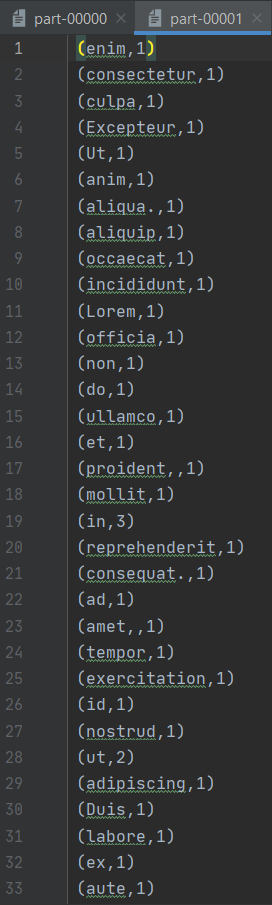 part-00000 × part-00001 ×
1 (enim,1)
2 (consectetur,1)
3 (culpa,1)
4 (Excepteur,1)
5 (Ut,1)
6 (anim,1)
7 (aliqua.,1)
8 (aliquip,1)
9 (occaecat,1)
10 (incididunt,1)
11 (Lorem,1)
12 (officia,1)
13 (non,1)
14 (do,1)
15 (ullamco,1)
16 (et,1)
17 (proident,,1)
18 (mollit,1)
19 (in,3)
20 (reprehenderit,1)
21 (consequat.,1)
22 (ad,1)
23 (amet,,1)
24 (tempor,1)
25 (exercitation,1)
26 (id,1)
27 (nostrud,1)
28 (ut,2)
29 (adipiscing,1)
30 (Duis,1)
31 (labore,1)
32 (ex,1)
33 (aute,1)